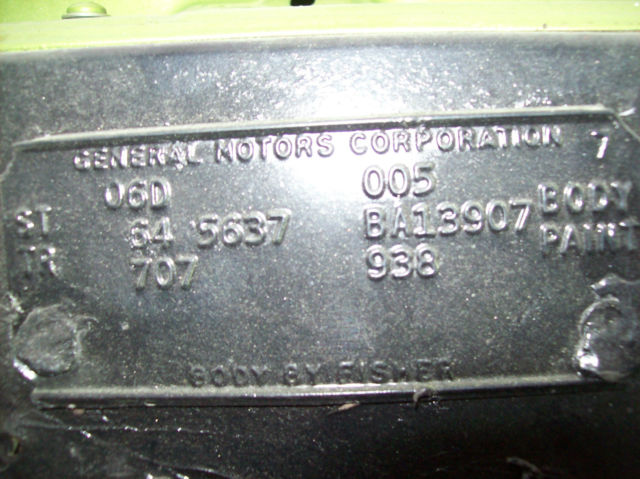 GENERAL MOTORS CORPORATION 7
06D 005
ST 64 5637 BA13907 BODY
TR 707 938 PAINT
BODY BY FISHER